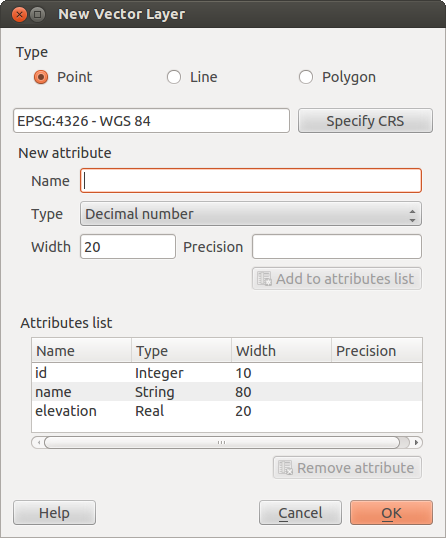 New Vector Layer
Type
Point Line Polygon
EPSG:4326 - WGS 84 Specify CRS
New attribute
Name
Type Decimal number
Width 20 Precision
Add to attributes list
Attributes list
Name Type Width Precision
id Integer 10
name String 80
elevation Real 20
Remove attribute
Help Cancel OK